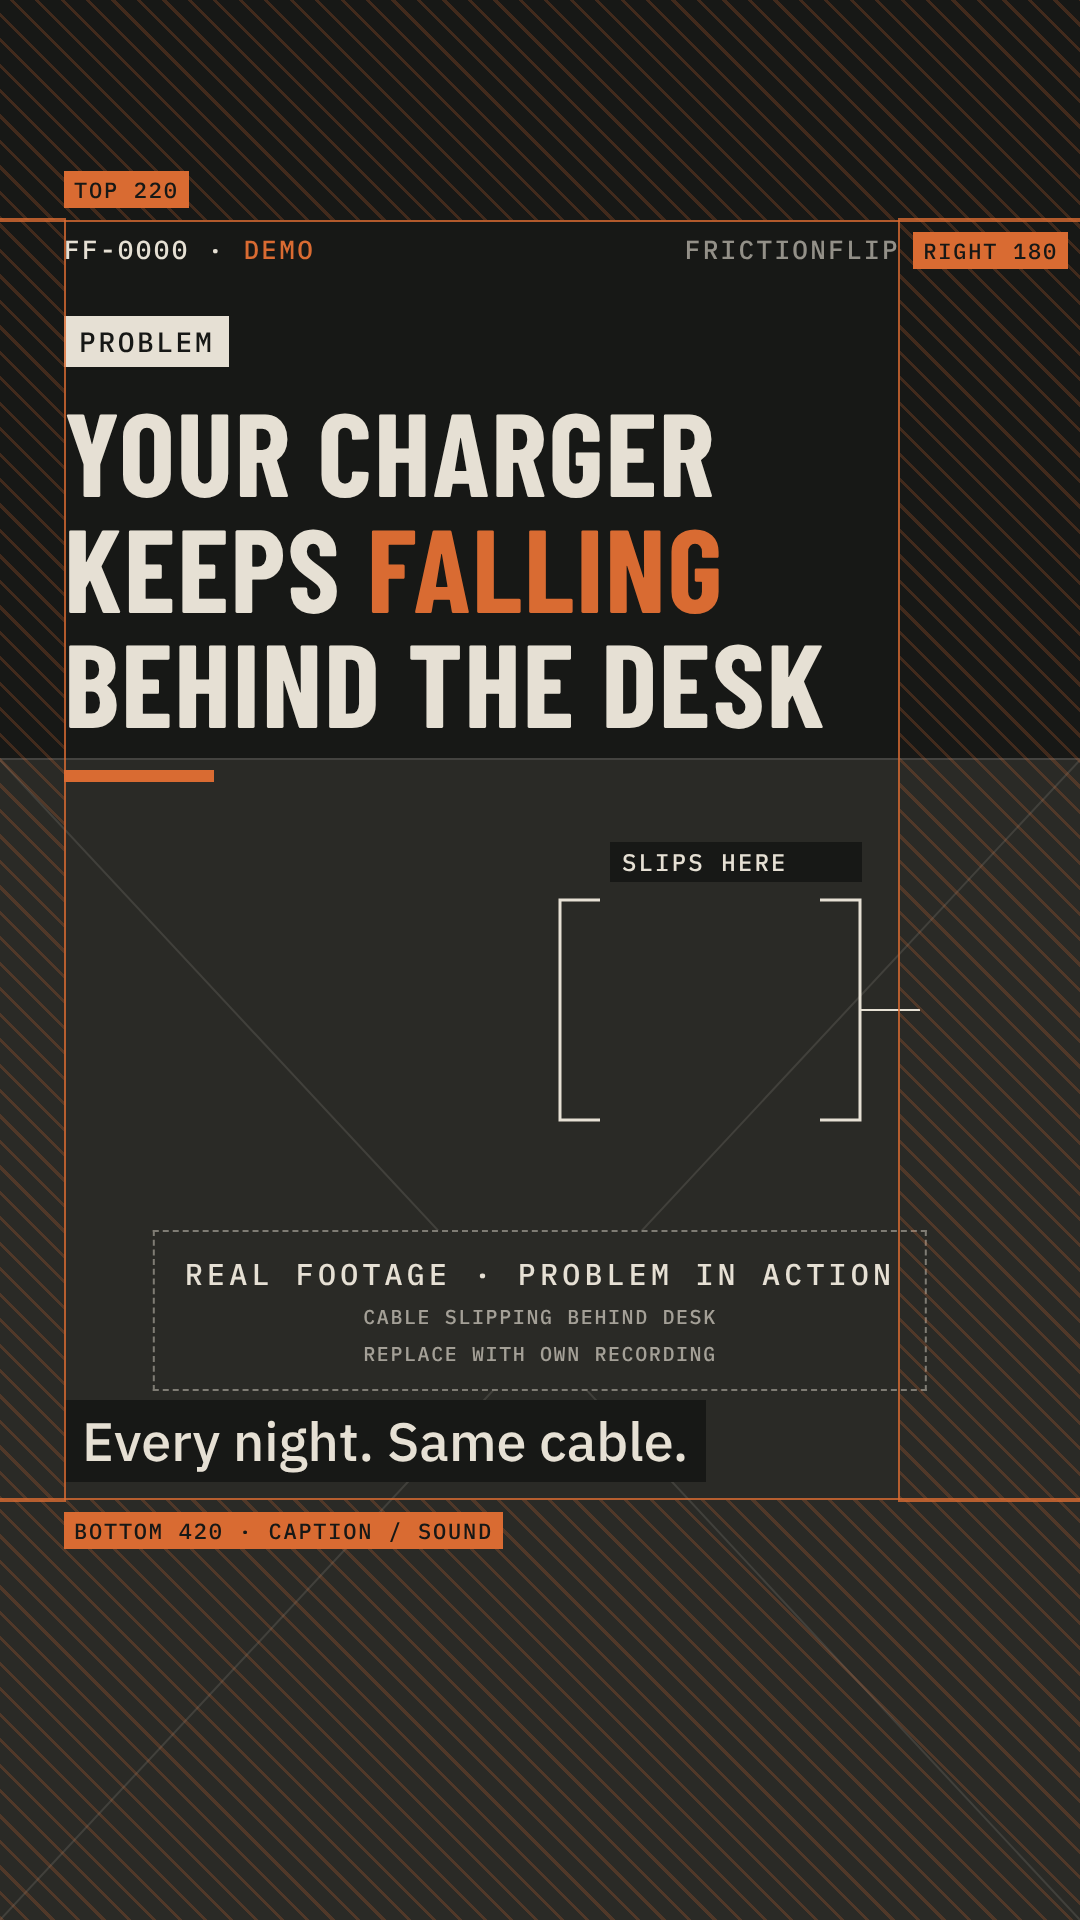 TOP 220
FF-0000 · DEMO
FRICTIONFLIP
RIGHT 180
PROBLEM
YOUR CHARGER
KEEPS FALLING
BEHIND THE DESK
SLIPS HERE
REAL FOOTAGE · PROBLEM IN ACTION
CABLE SLIPPING BEHIND DESK
REPLACE WITH OWN RECORDING
Every night. Same cable.
BOTTOM 420 · CAPTION / SOUND